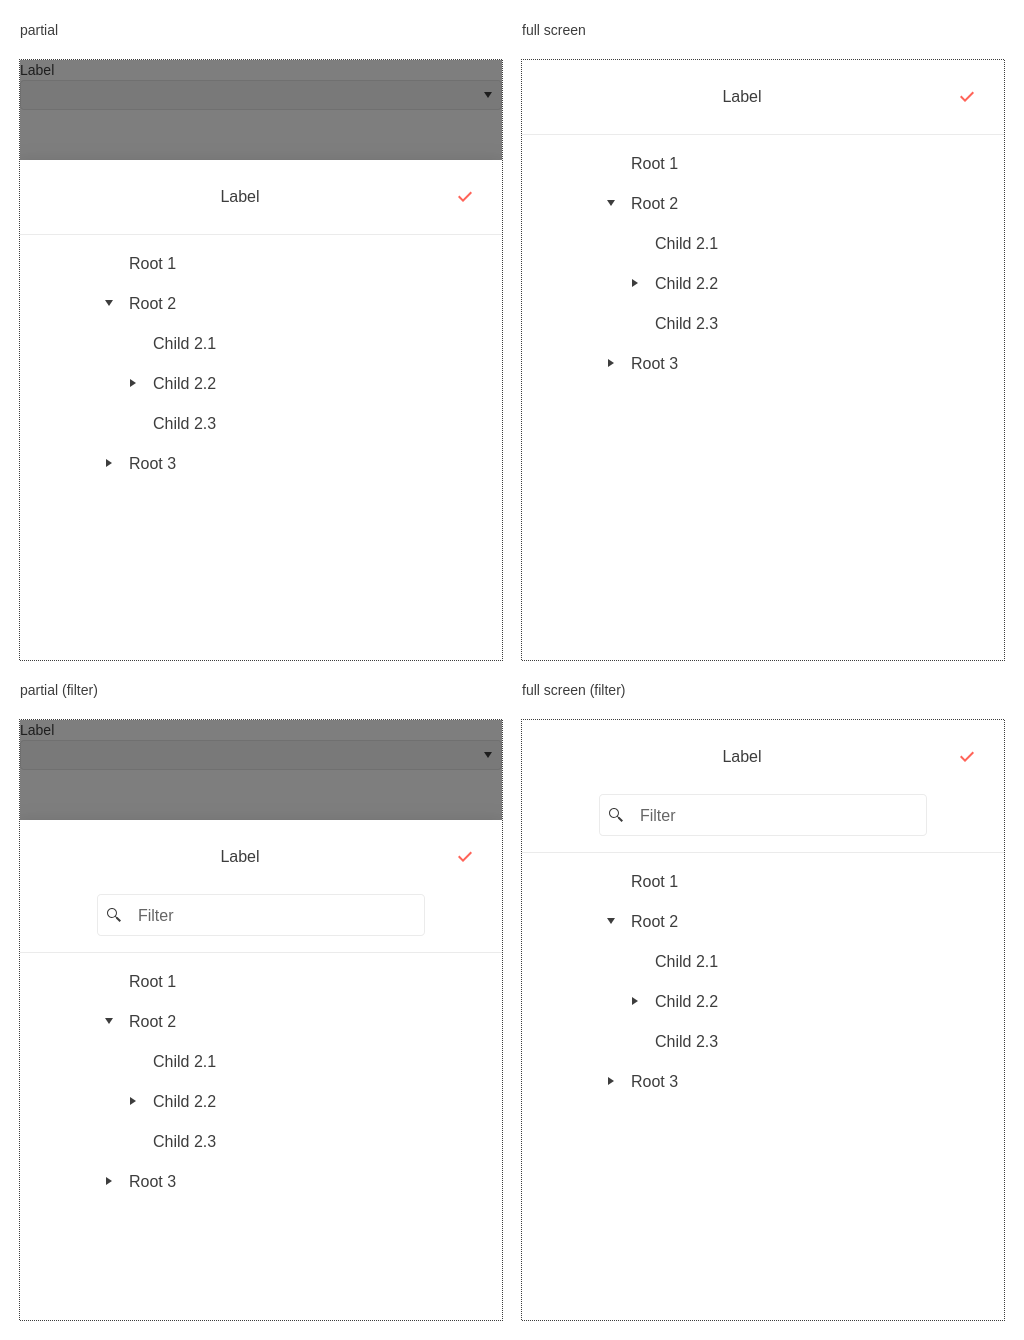 partial
Label
Label
Root 1
Root 2
Child 2.1
Child 2.2
Child 2.3
Root 3
full screen
Label
Root 1
Root 2
Child 2.1
Child 2.2
Child 2.3
Root 3
partial (filter)
Label
Label
Filter
Root 1
Root 2
Child 2.1
Child 2.2
Child 2.3
Root 3
full screen (filter)
Label
Filter
Root 1
Root 2
Child 2.1
Child 2.2
Child 2.3
Root 3